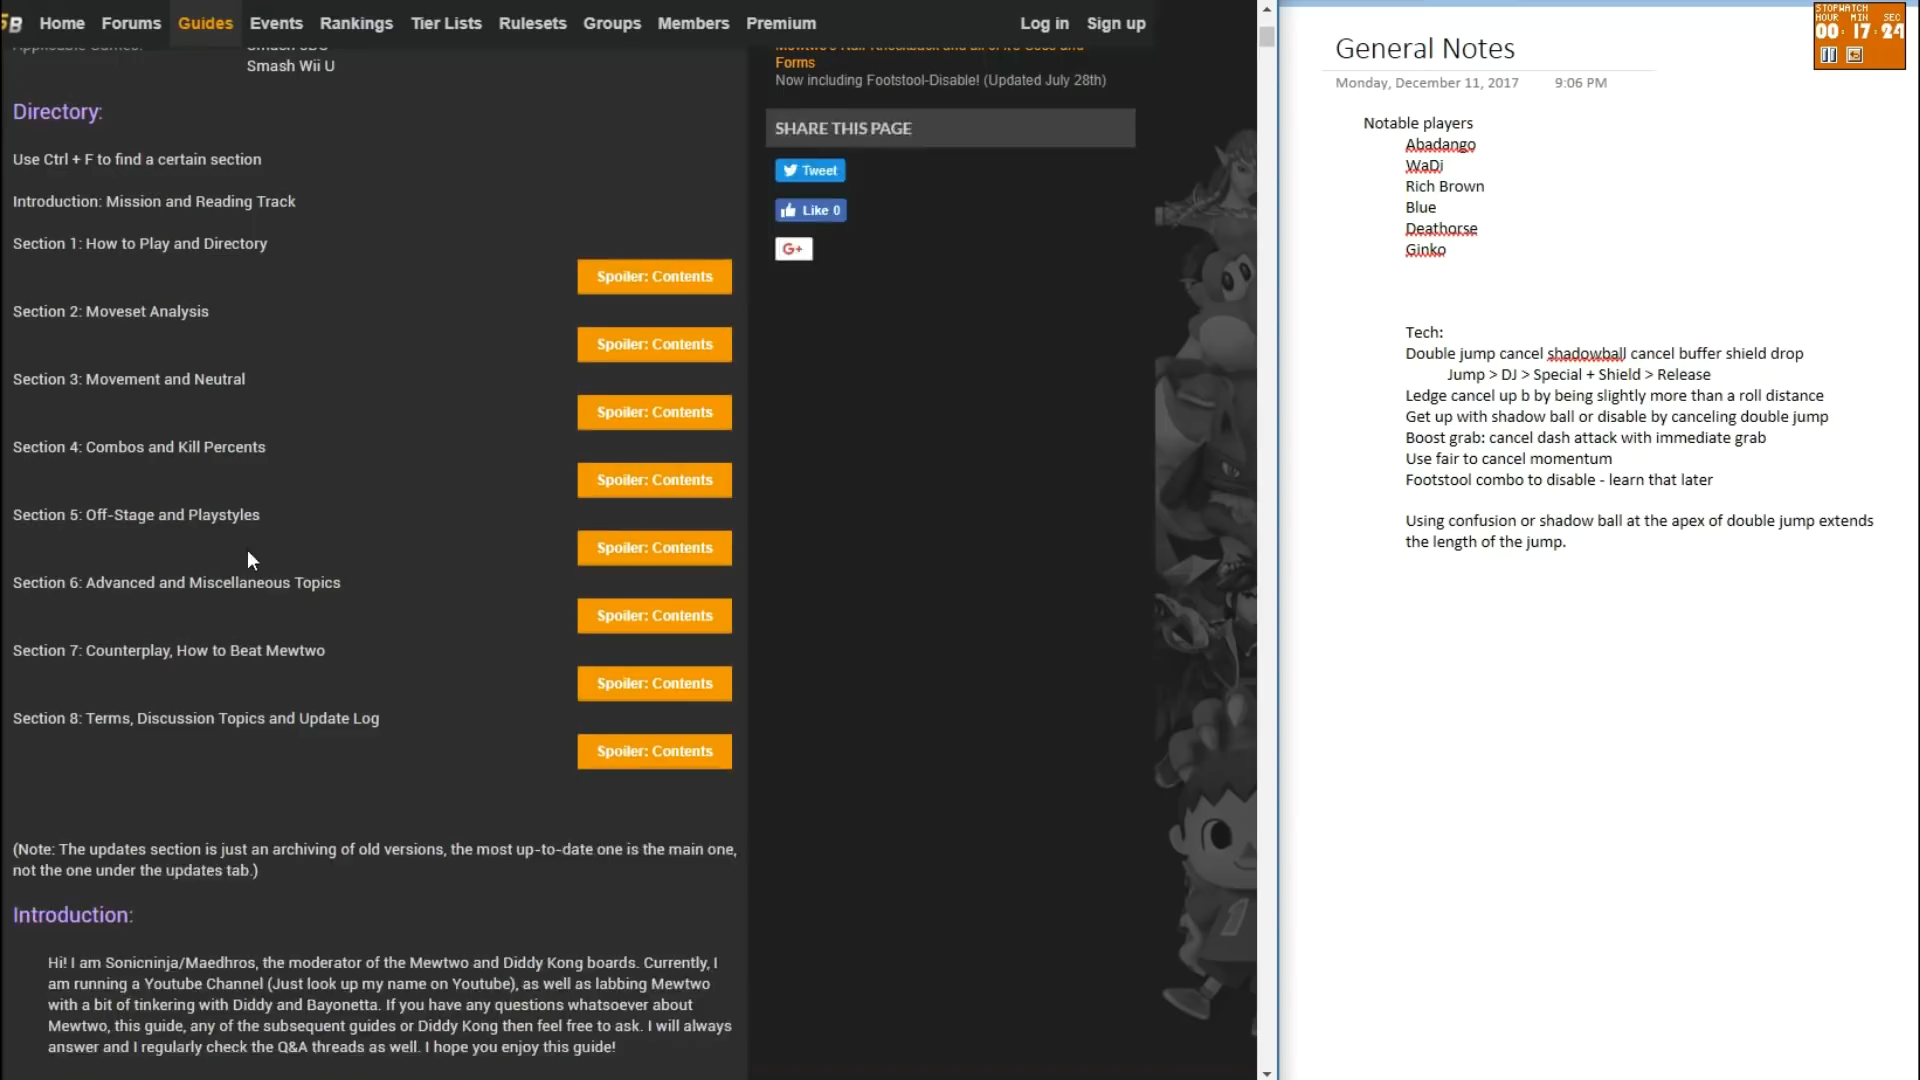 Home Forums Guides Events Rankings Tier Lists Rulesets Groups Members Premium Log in Sign up
Smash Wii U
Directory:
Use Ctrl + F to find a certain section
Introduction: Mission and Reading Track
Section 1: How to Play and Directory
Spoiler: Contents
Section 2: Moveset Analysis
Spoiler: Contents
Section 3: Movement and Neutral
Spoiler: Contents
Section 4: Combos and Kill Percents
Spoiler: Contents
Section 5: Off-Stage and Playstyles
Spoiler: Contents
Section 6: Advanced and Miscellaneous Topics
Spoiler: Contents
Section 7: Counterplay, How to Beat Mewtwo
Spoiler: Contents
Section 8: Terms, Discussion Topics and Update Log
Spoiler: Contents
(Note: The updates section is just an archiving of old versions, the most up-to-date one is the main one,
not the one under the updates tab.)
Introduction:
Hi! I am Sonicninja/Maedhros, the moderator of the Mewtwo and Diddy Kong boards. Currently, I
am running a Youtube Channel (Just look up my name on Youtube), as well as labbing Mewtwo
with a bit of tinkering with Diddy and Bayonetta. If you have any questions whatsoever about
Mewtwo, this guide, any of the subsequent guides or Diddy Kong then feel free to ask. I will always
answer and I regularly check the Q&A threads as well. I hope you enjoy this guide!
Forms
Now including Footstool-Disable! (Updated July 28th)
SHARE THIS PAGE
Tweet
Like 0
G+
General Notes
Monday, December 11, 2017 9:06 PM
Notable players
Abadango
WaDi
Rich Brown
Blue
Deathorse
Ginko
Tech:
Double jump cancel shadowball cancel buffer shield drop
Jump > DJ > Special + Shield > Release
Ledge cancel up b by being slightly more than a roll distance
Get up with shadow ball or disable by canceling double jump
Boost grab: cancel dash attack with immediate grab
Use fair to cancel momentum
Footstool combo to disable - learn that later
Using confusion or shadow ball at the apex of double jump extends
the length of the jump.
STOPWATCH
HOUR MIN SEC
00:17:24